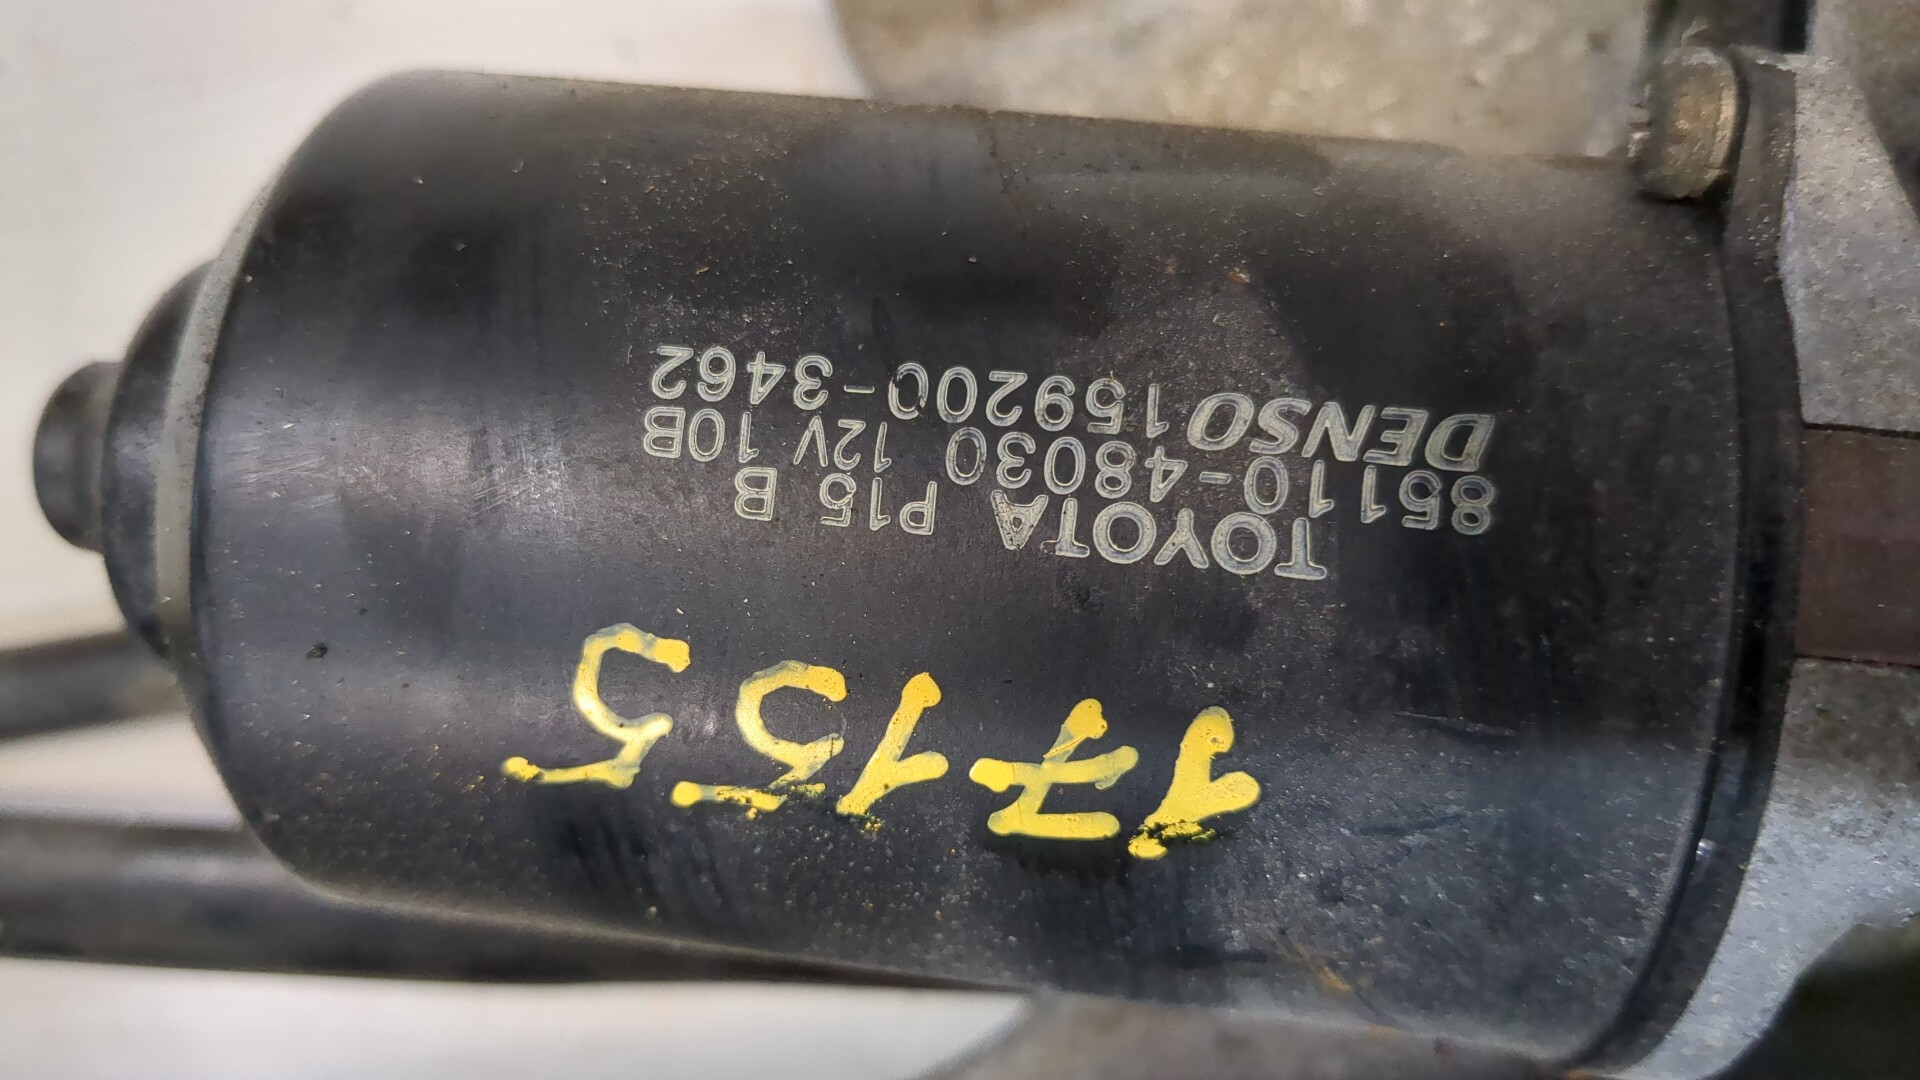 17155
TOYOTA P15 B
85110-48030 12V 10B
DENSO 159200-3462